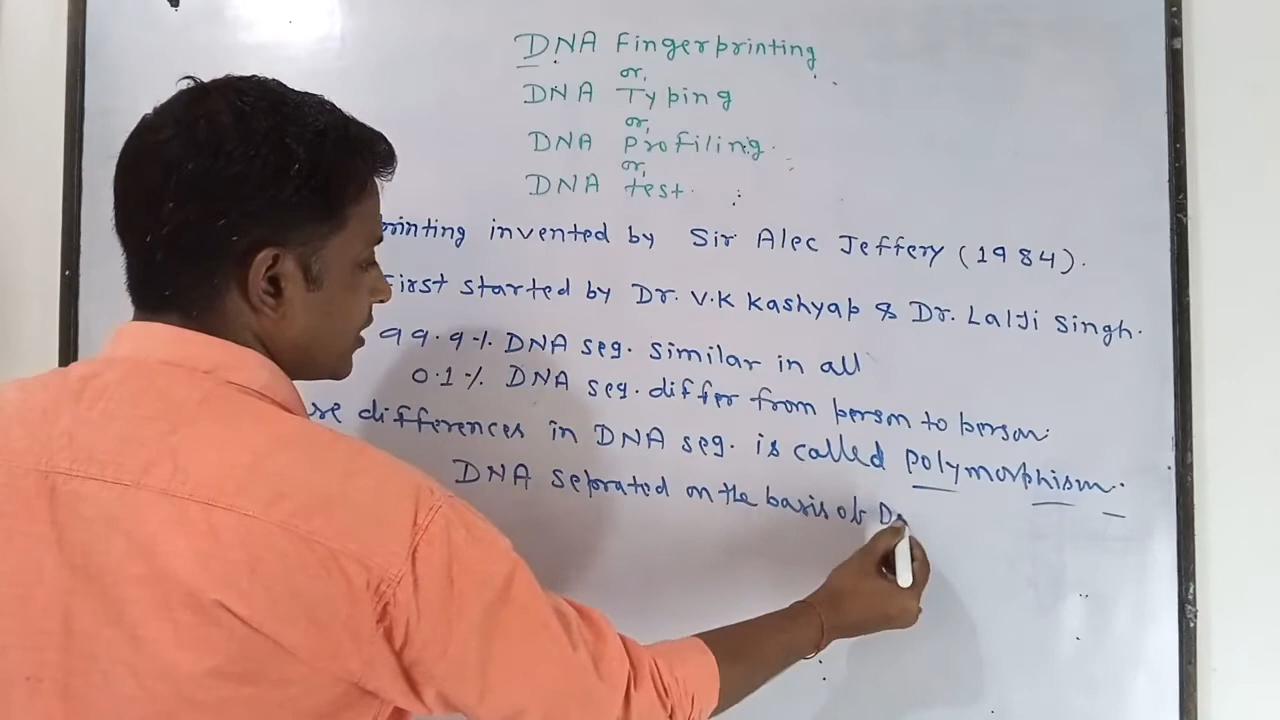 DNA Fingerprinting
or,
DNA Typing
or,
DNA Profiling.
or,
DNA test.
rinting invented by Sir Alec Jeffery (1984).
First started by Dr. V.K Kashyap & Dr. LalJi Singh.
99.9% DNA seq. similar in all
0.1% DNA seq. differ from person to person.
se differences in DNA seq. is called polymorphism.
DNA seprated on the basis of D